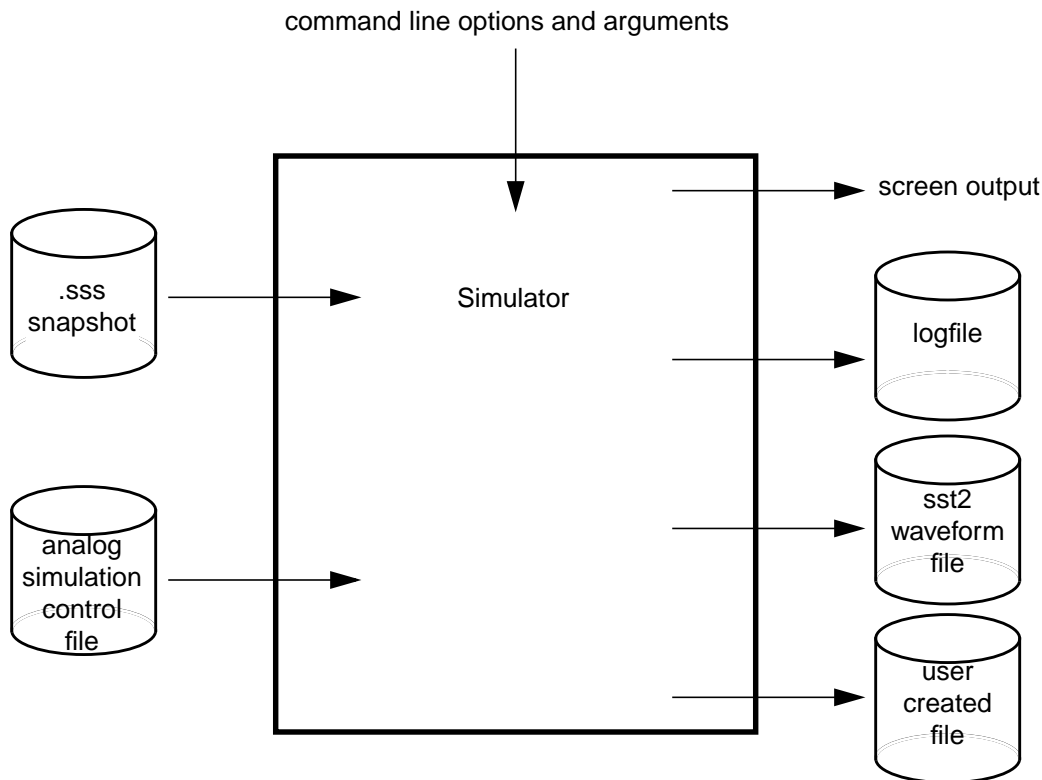 command line options and arguments
screen output
.sss
snapshot
Simulator
logfile
analog
simulation
control
file
sst2
waveform
file
user
created
file